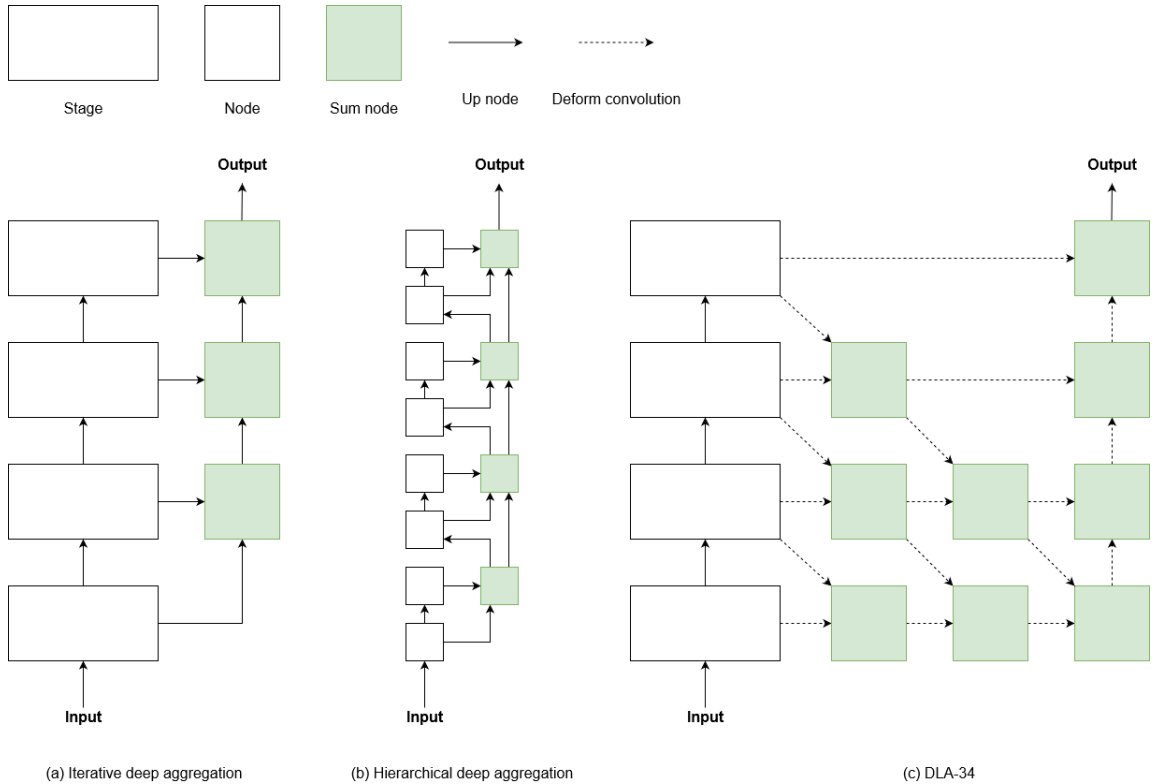 Stage
Node
Sum node
Up node
Deform convolution
Output
Output
Output
Input
Input
Input
(a) Iterative deep aggregation
(b) Hierarchical deep aggregation
(c) DLA-34